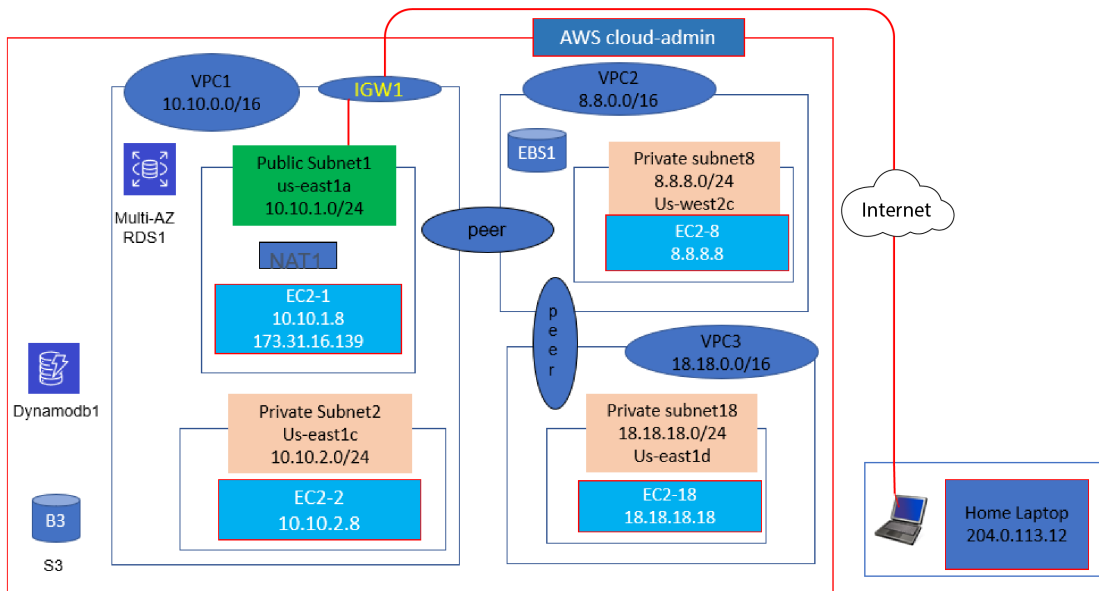 AWS cloud-admin
VPC1
10.10.0.0/16
IGW1
VPC2
8.8.0.0/16
EBS1
Multi-AZ
RDS1
Public Subnet1
us-east1a
10.10.1.0/24
Private subnet8
8.8.8.0/24
Us-west2c
EC2-8
8.8.8.8
peer
NAT1
EC2-1
10.10.1.8
173.31.16.139
Internet
p
e
e
r
VPC3
18.18.0.0/16
Dynamodb1
Private Subnet2
Us-east1c
10.10.2.0/24
EC2-2
10.10.2.8
Private subnet18
18.18.18.0/24
Us-east1d
EC2-18
18.18.18.18
B3
S3
Home Laptop
204.0.113.12